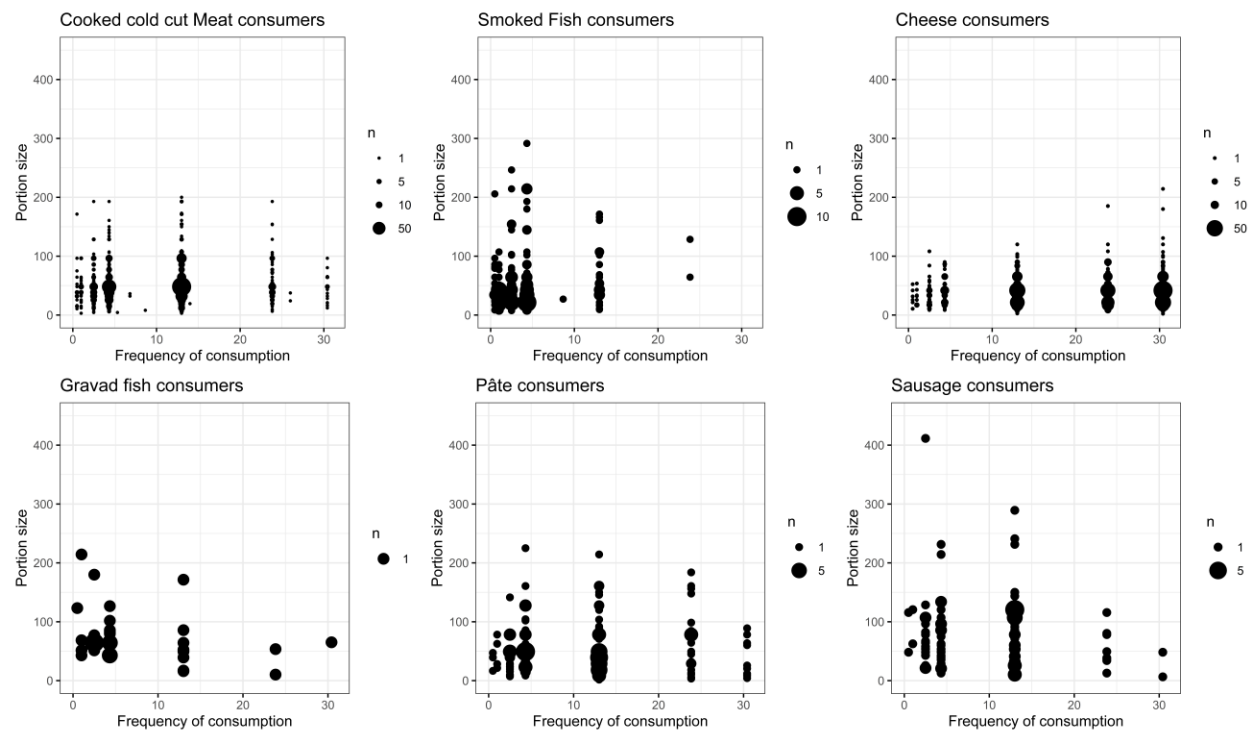 Cooked cold cut Meat consumers
Portion size
400
300
200
100
0
0
10
20
30
Frequency of consumption
n
1
5
10
50
Smoked Fish consumers
Portion size
400
300
200
100
0
0
10
20
30
Frequency of consumption
n
1
5
10
Cheese consumers
Portion size
400
300
200
100
0
0
10
20
30
Frequency of consumption
n
1
5
10
50
Gravad fish consumers
Portion size
400
300
200
100
0
0
10
20
30
Frequency of consumption
n
1
Pâte consumers
Portion size
400
300
200
100
0
0
10
20
30
Frequency of consumption
n
1
5
Sausage consumers
Portion size
400
300
200
100
0
0
10
20
30
Frequency of consumption
n
1
5